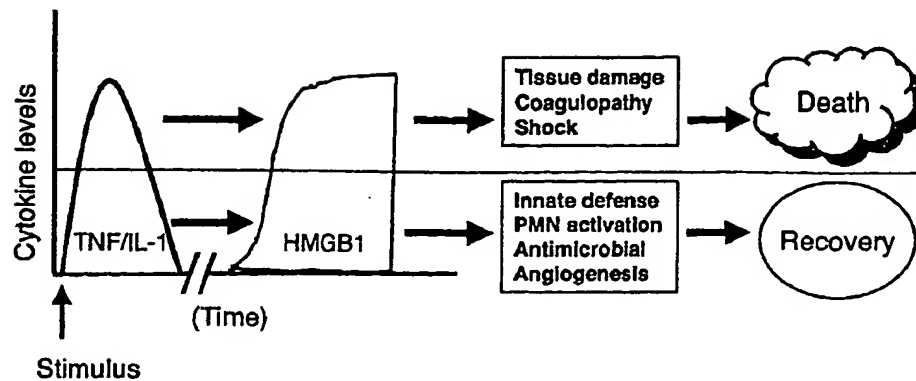 Cytokine levels
TNF/IL-1
HMGB1
(Time)
Stimulus
Tissue damage
Coagulopathy
Shock
Death
Innate defense
PMN activation
Antimicrobial
Angiogenesis
Recovery